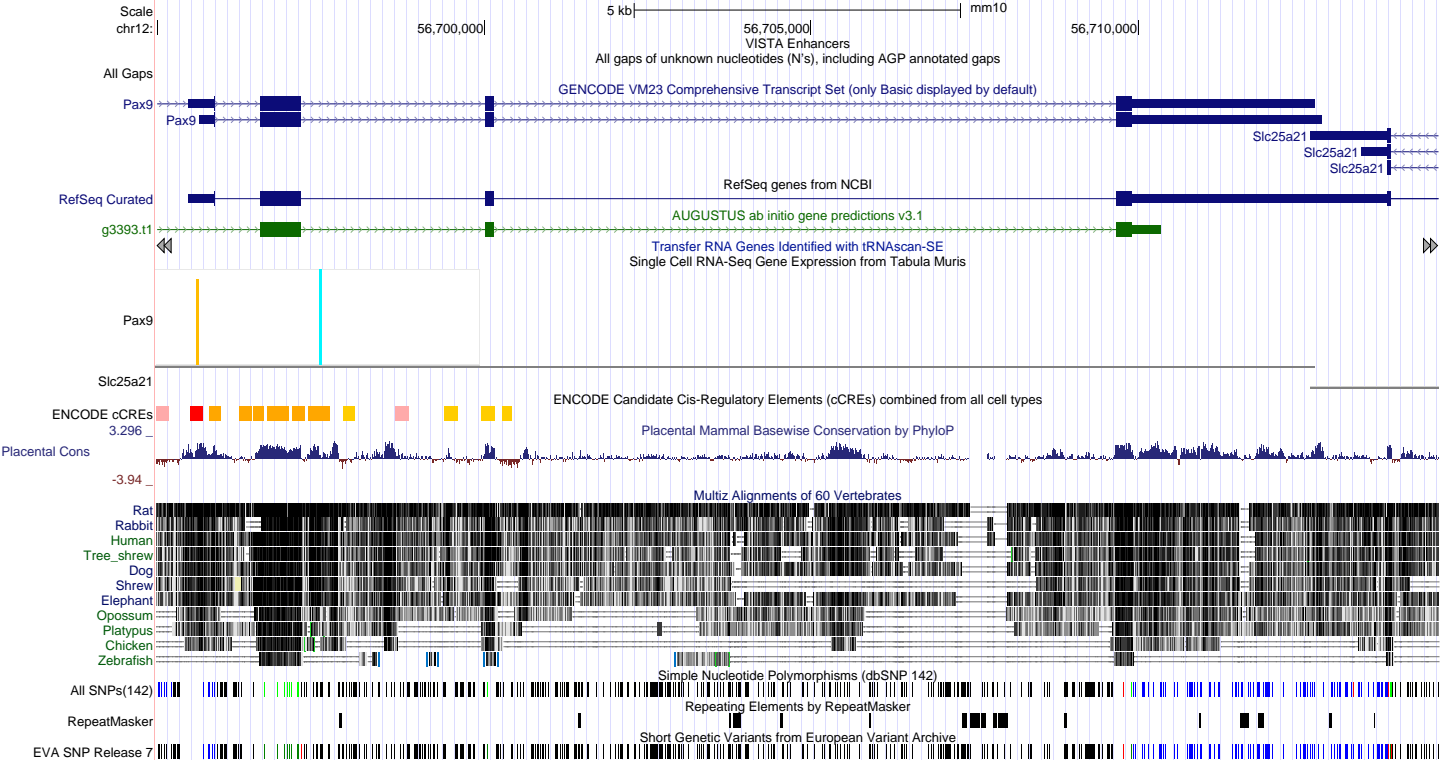 Scale 5 kb mm10
chr12: 56,700,000 56,705,000 56,710,000
VISTA Enhancers
All gaps of unknown nucleotides (N's), including AGP annotated gaps
All Gaps
GENCODE VM23 Comprehensive Transcript Set (only Basic displayed by default)
Pax9
Pax9
Slc25a21
Slc25a21
Slc25a21
RefSeq genes from NCBI
RefSeq Curated
AUGUSTUS ab initio gene predictions v3.1
g3393.t1
Transfer RNA Genes Identified with tRNAscan-SE
Single Cell RNA-Seq Gene Expression from Tabula Muris
Pax9
Slc25a21
ENCODE Candidate Cis-Regulatory Elements (cCREs) combined from all cell types
ENCODE cCREs
3.296 _
Placental Mammal Basewise Conservation by PhyloP
Placental Cons
-3.94 _
Multiz Alignments of 60 Vertebrates
Rat
Rabbit
Human
Tree_shrew
Dog
Shrew
Elephant
Opossum
Platypus
Chicken
Zebrafish
Simple Nucleotide Polymorphisms (dbSNP 142)
All SNPs(142)
Repeating Elements by RepeatMasker
RepeatMasker
Short Genetic Variants from European Variant Archive
EVA SNP Release 7